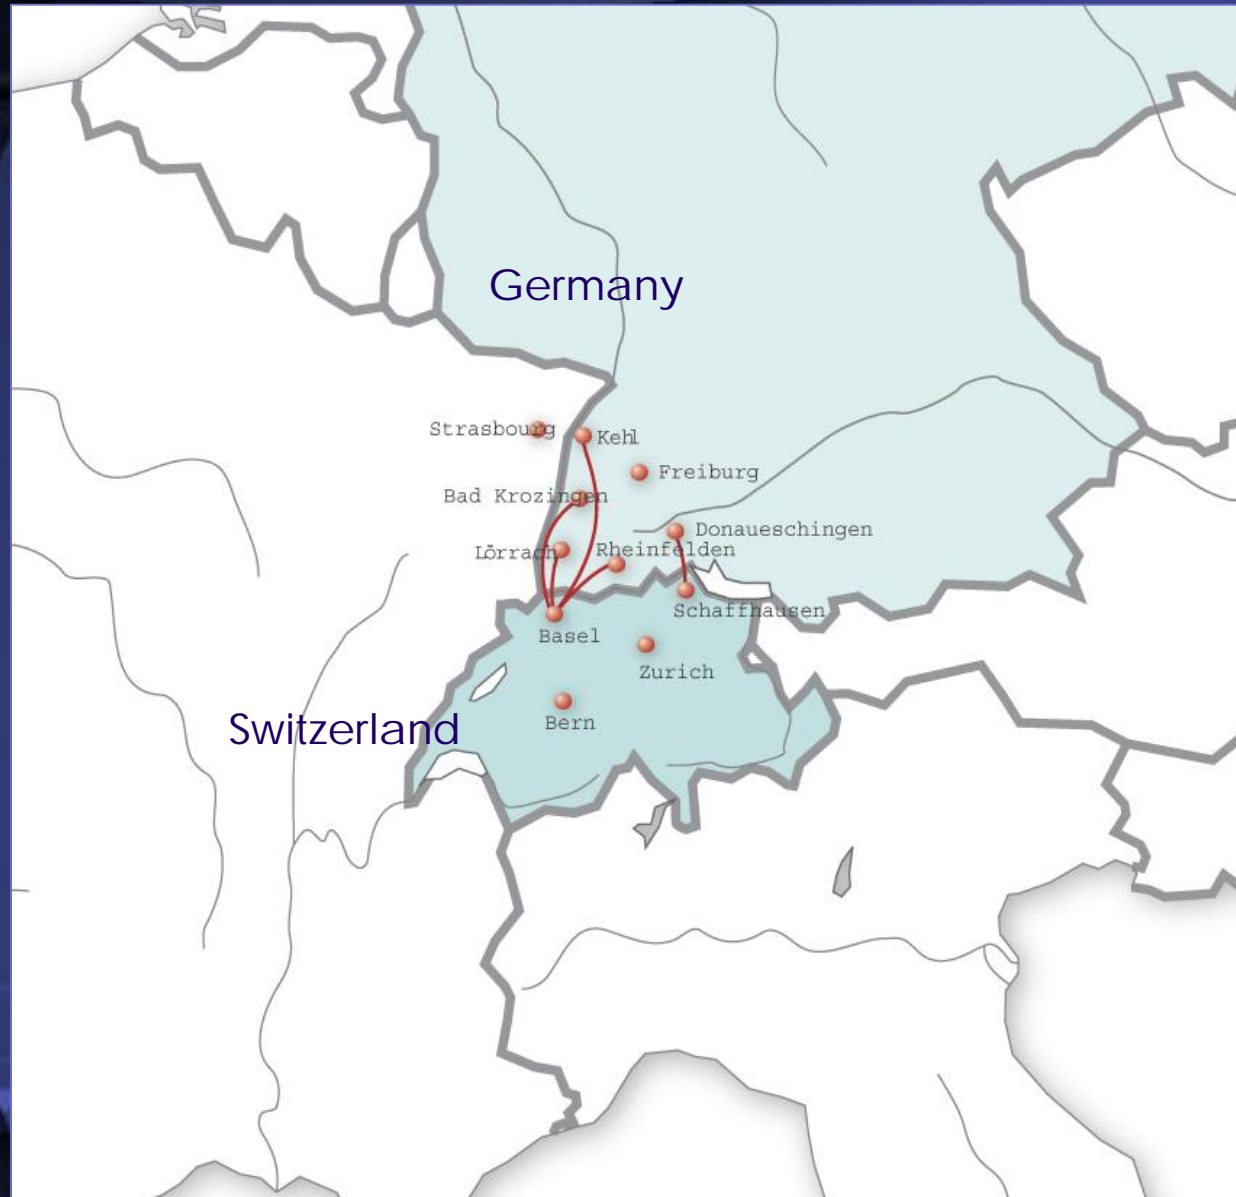 Germany
Strasbourg
Kehl
Freiburg
Bad Krozingen
Donaueschingen
Lörrach
Rheinfelden
Schaffhausen
Basel
Zurich
Bern
Switzerland